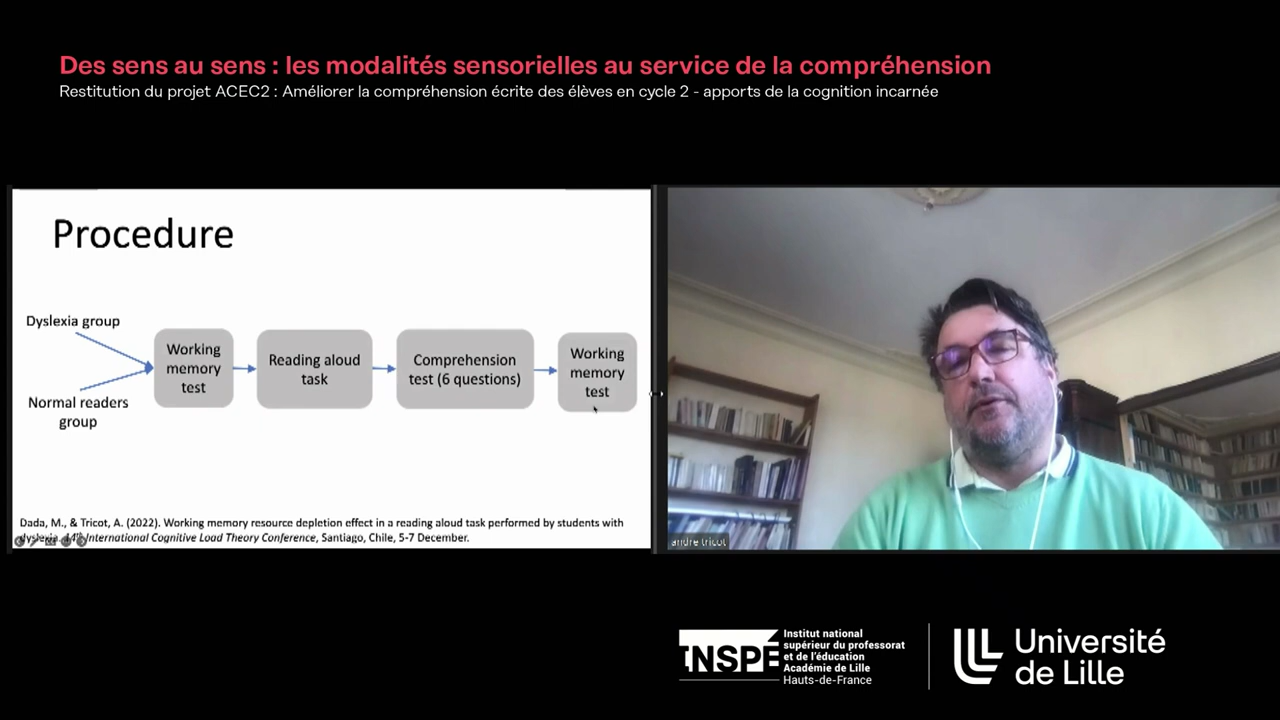 Des sens au sens : les modalités sensorielles au service de la compréhension
Restitution du projet ACEC2 : Améliorer la compréhension écrite des élèves en cycle 2 - apports de la cognition incarnée
Procedure
Dyslexia group
Normal readers
group
Working
memory
test
Reading aloud
task
Comprehension
test (6 questions)
Working
memory
test
Dada, M., & Tricot, A. (2022). Working memory resource depletion effect in a reading aloud task performed by students with
dyslexia. 14th International Cognitive Load Theory Conference, Santiago, Chile, 5-7 December.
andre tricot
INSPÉ
Institut national
supérieur du professorat
et de l'éducation
Académie de Lille
Hauts-de-France
Université
de Lille